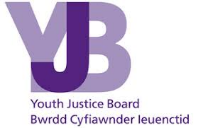 YJB
Youth Justice Board
Bwrdd Cyfiawnder Ieuenctid